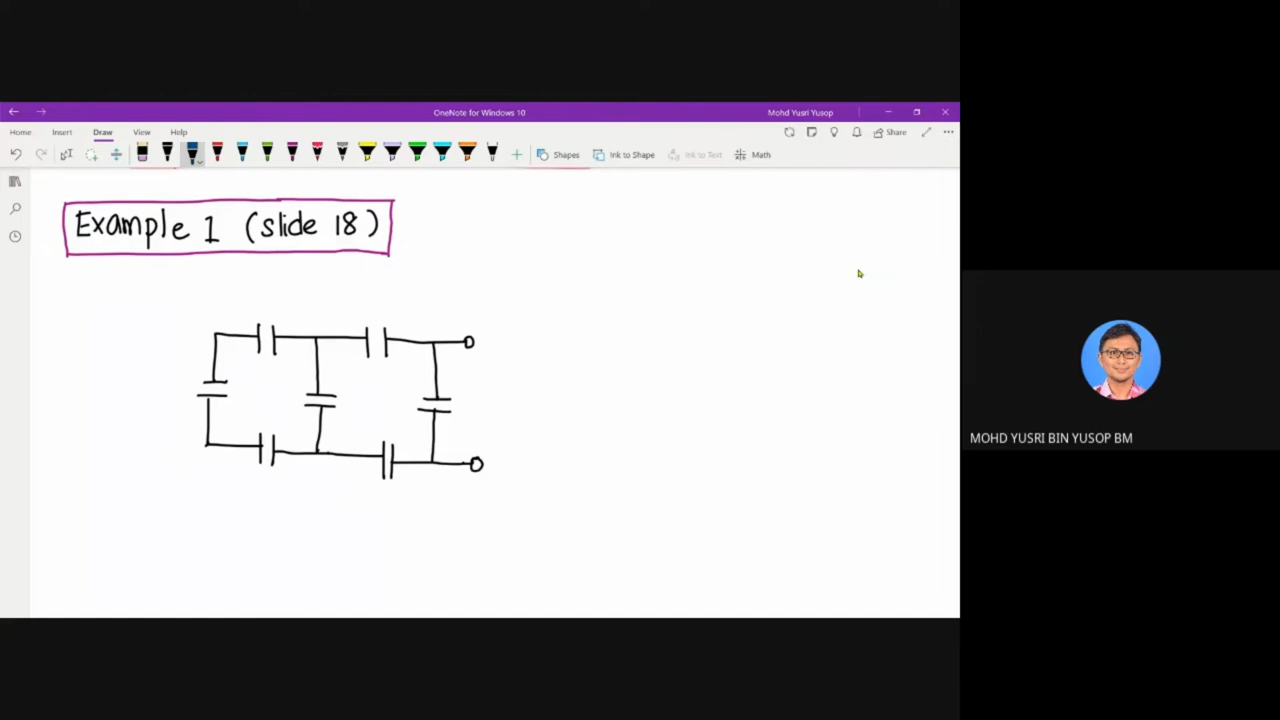 OneNote for Windows 10
Mohd Yusri Yusop
Home Insert Draw View Help
Share
Shapes Ink to Shape Ink to Text Math
Example 1 (slide 18)
MOHD YUSRI BIN YUSOP BM